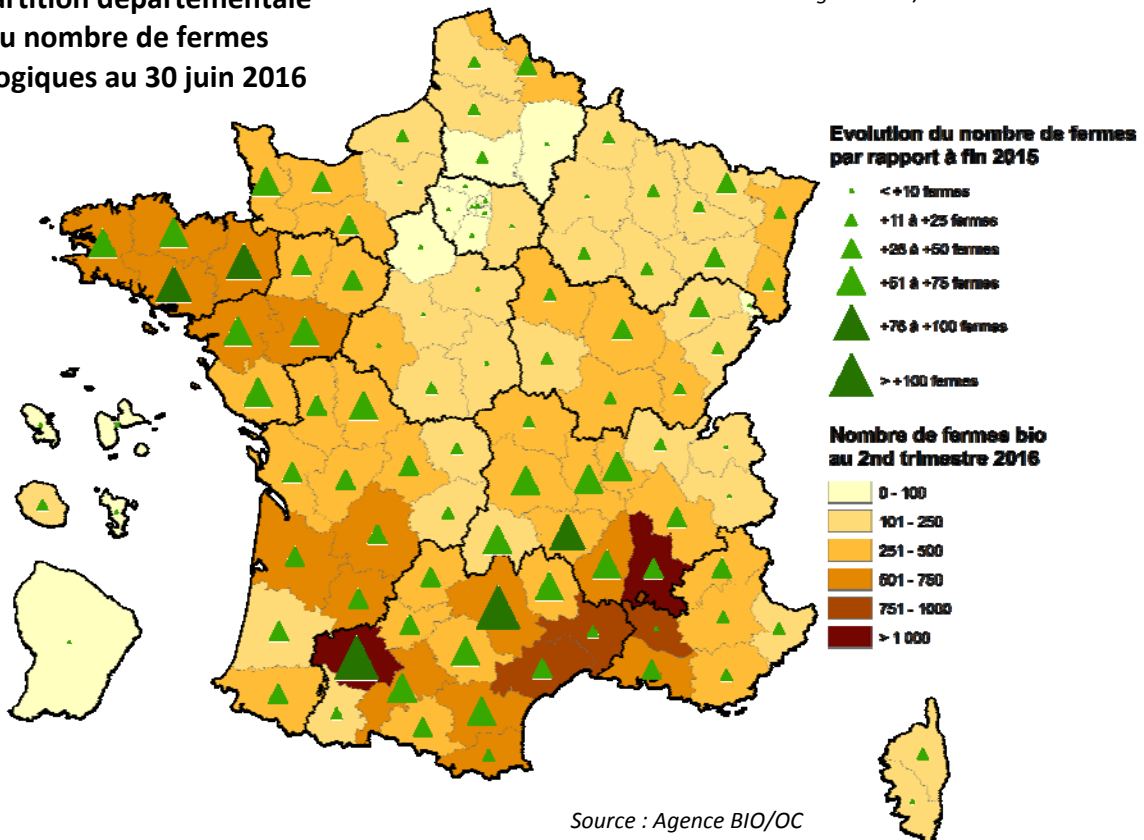 artition départementale
u nombre de fermes
ogiques au 30 juin 2016
Evolution du nombre de fermes
par rapport à fin 2015
< +10 fermes
+11 à +25 fermes
+26 à +50 fermes
+51 à +75 fermes
+76 à +100 fermes
> +100 fermes
Nombre de fermes bio
au 2nd trimestre 2016
0 - 100
101 - 250
251 - 500
501 - 750
751 - 1000
> 1 000
Source : Agence BIO/OC